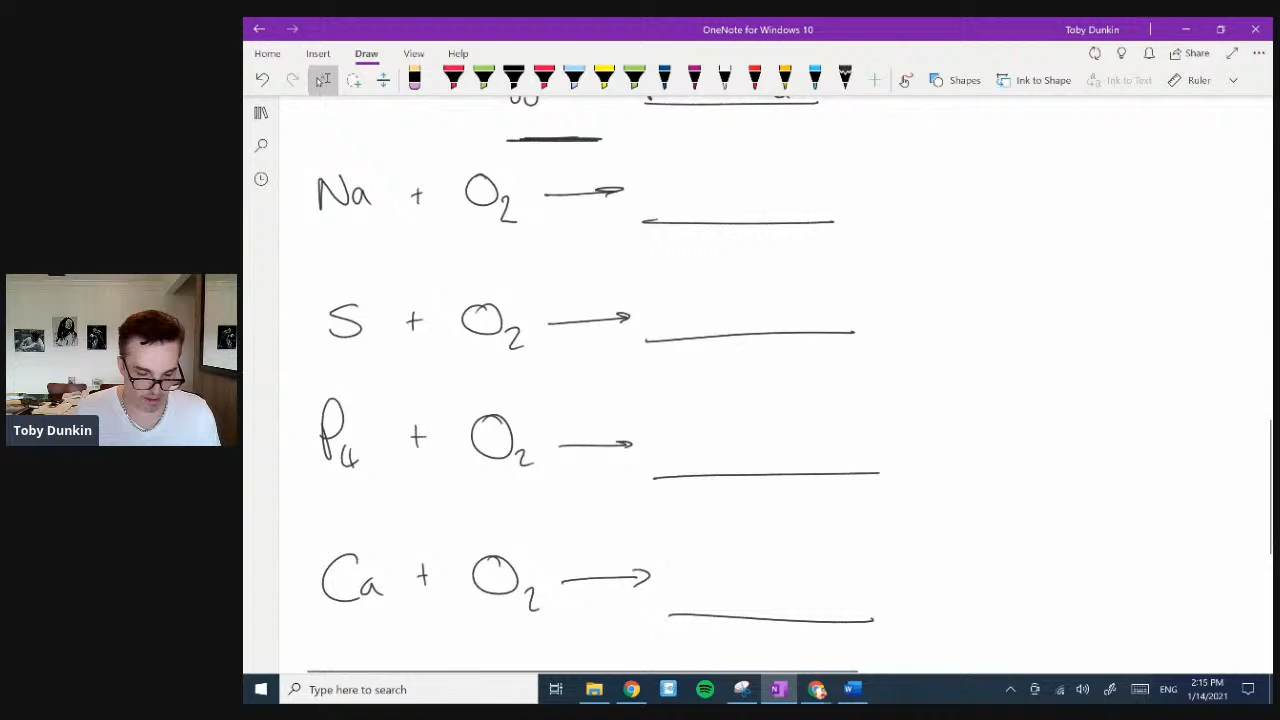 OneNote for Windows 10
Toby Dunkin
Home Insert Draw View Help
Share
Shapes Ink to Shape Ink to Text Ruler
Na + O₂ →
S + O₂ →
P₄ + O₂ →
Ca + O₂ →
Toby Dunkin
Type here to search
ENG
2:15 PM
1/14/2021